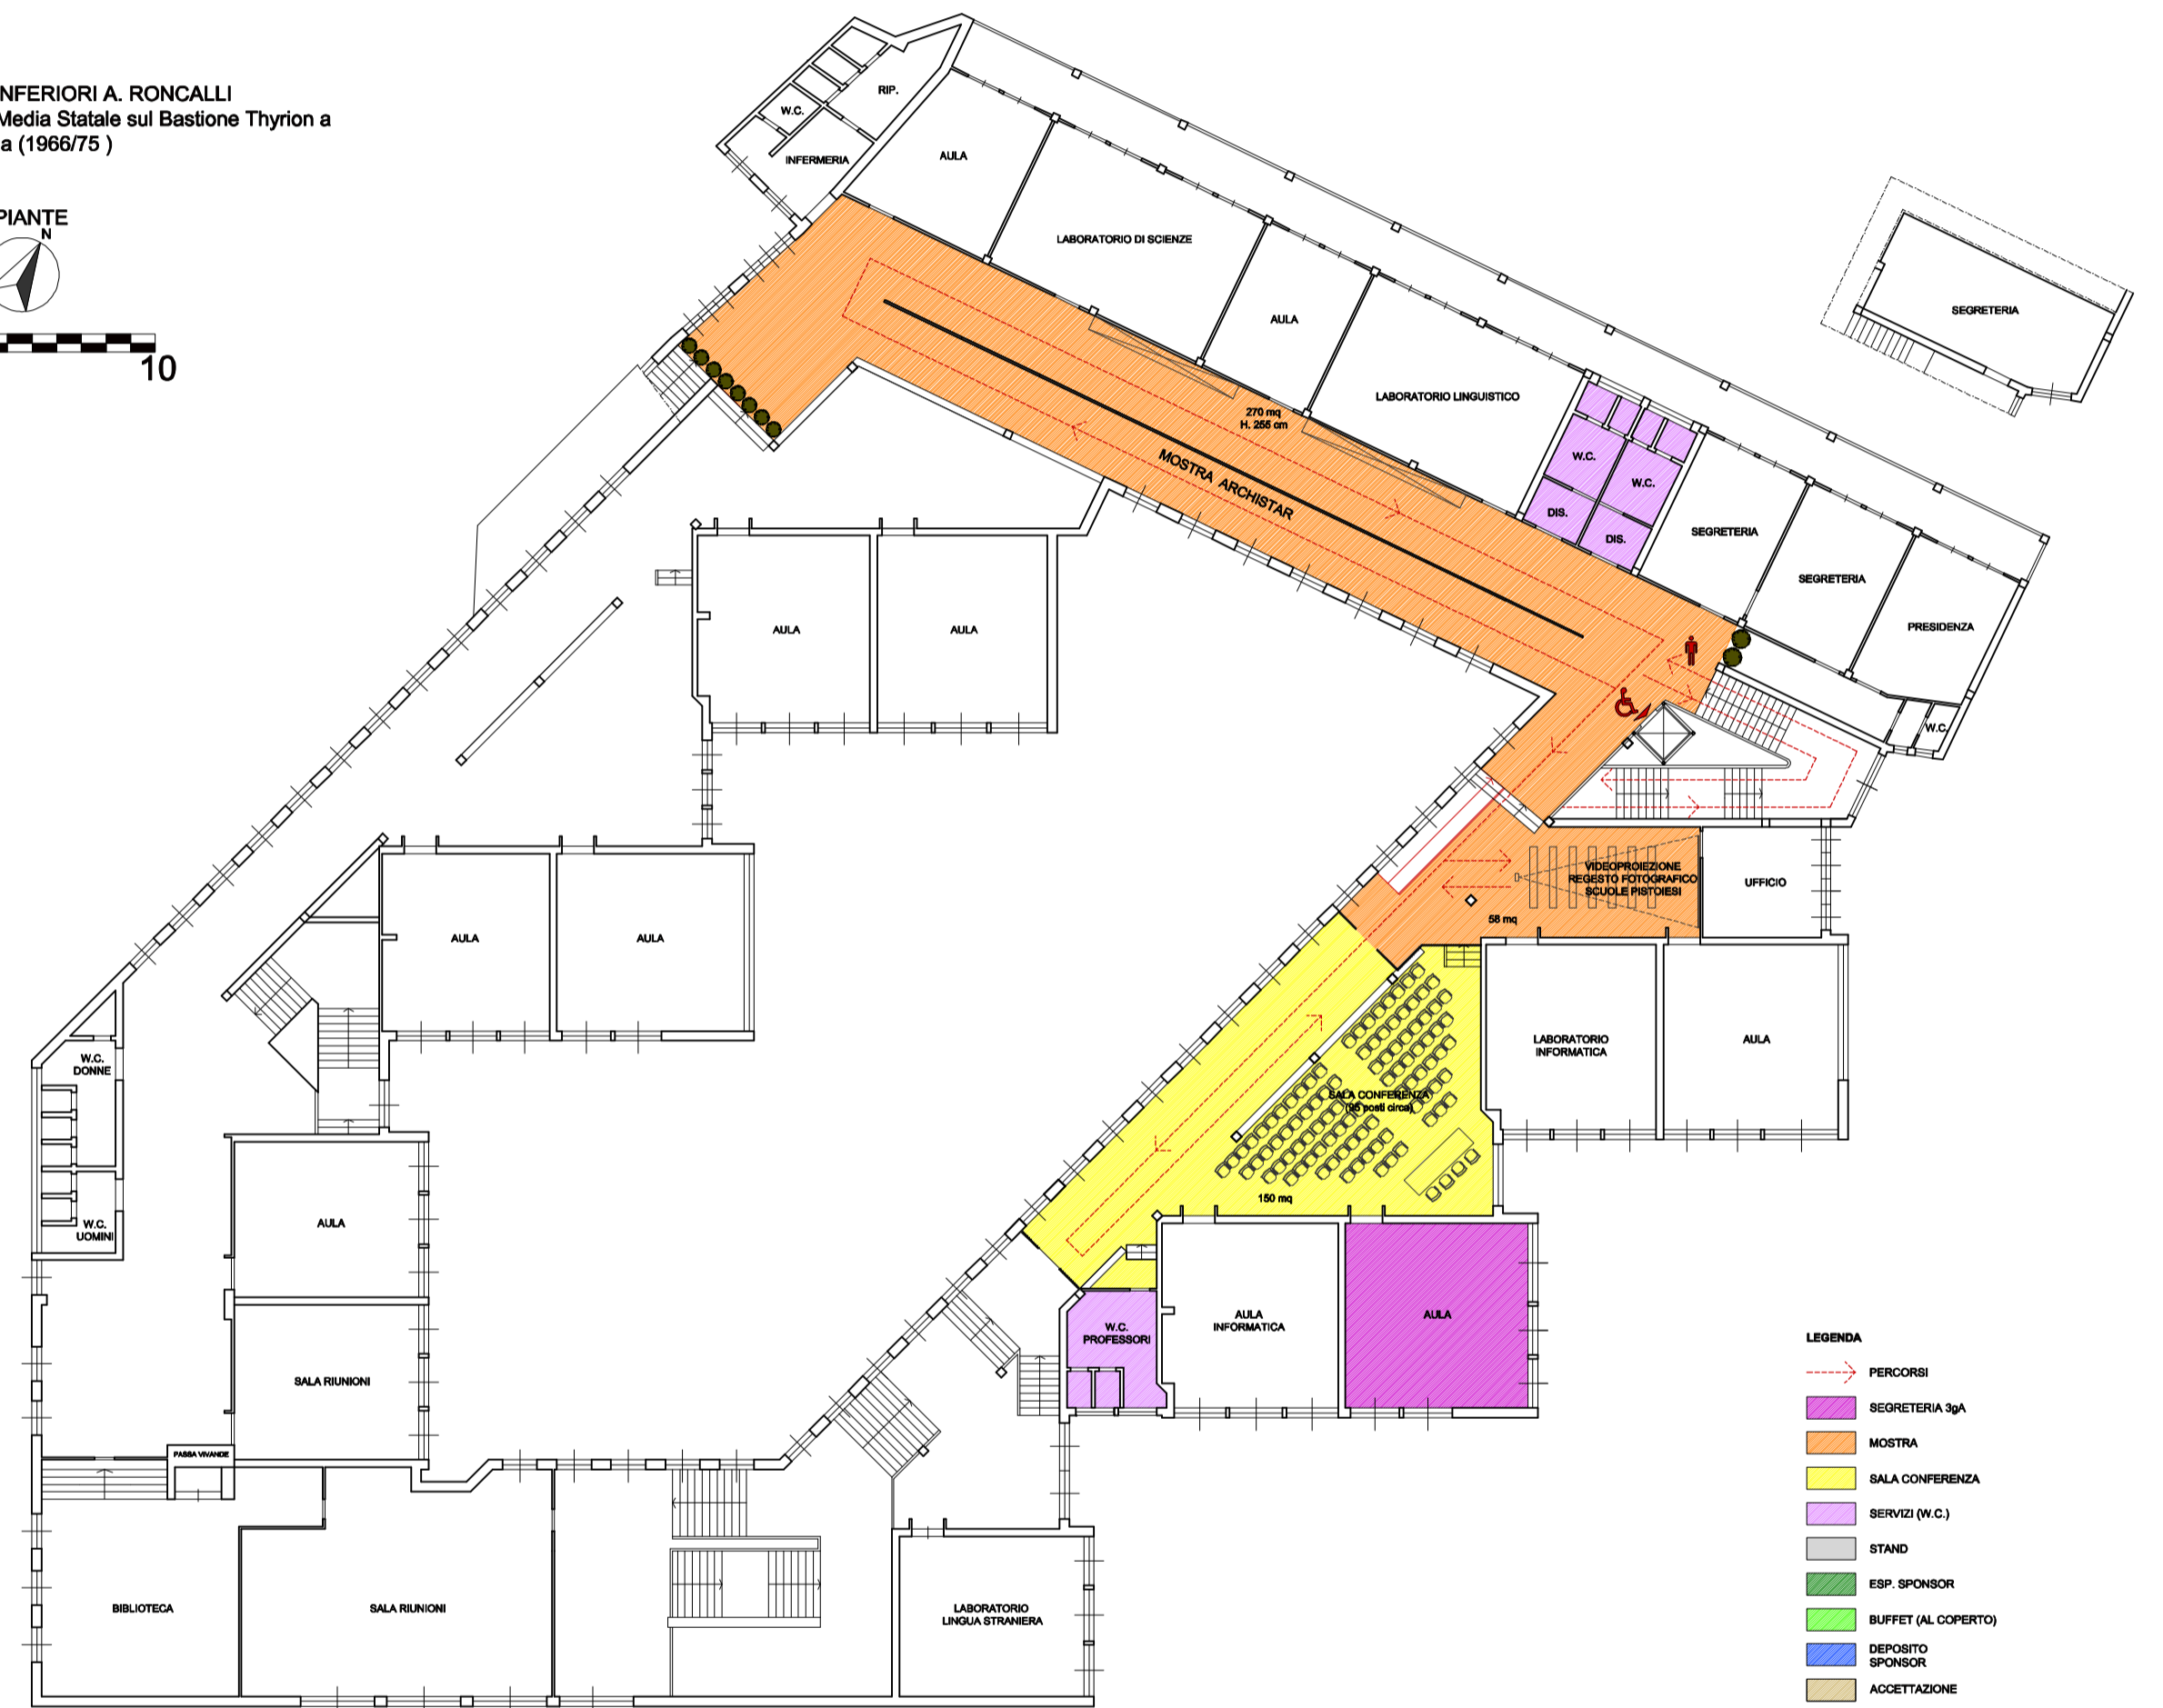 NFERIORI A. RONCALLI
Media Statale sul Bastione Thyrion a
a (1966/75 )
PIANTE
N
10
RIP.
W.C.
INFERMERIA
AULA
LABORATORIO DI SCIENZE
AULA
LABORATORIO LINGUISTICO
270 mq
H. 255 cm
MOSTRA ARCHISTAR
W.C.
W.C.
DIS.
DIS.
SEGRETERIA
SEGRETERIA
PRESIDENZA
W.C.
SEGRETERIA
AULA
AULA
VIDEOPROIEZIONE
REGESTO FOTOGRAFICO
SCUOLE PISTOIESI
58 mq
UFFICIO
AULA
AULA
LABORATORIO
INFORMATICA
AULA
SALA CONFERENZA
(95 posti circa)
150 mq
W.C.
DONNE
W.C.
UOMINI
AULA
SALA RIUNIONI
PASSA VIVANDE
W.C.
PROFESSORI
AULA
INFORMATICA
AULA
BIBLIOTECA
SALA RIUNIONI
LABORATORIO
LINGUA STRANIERA
LEGENDA
PERCORSI
SEGRETERIA 3gA
MOSTRA
SALA CONFERENZA
SERVIZI (W.C.)
STAND
ESP. SPONSOR
BUFFET (AL COPERTO)
DEPOSITO
SPONSOR
ACCETTAZIONE